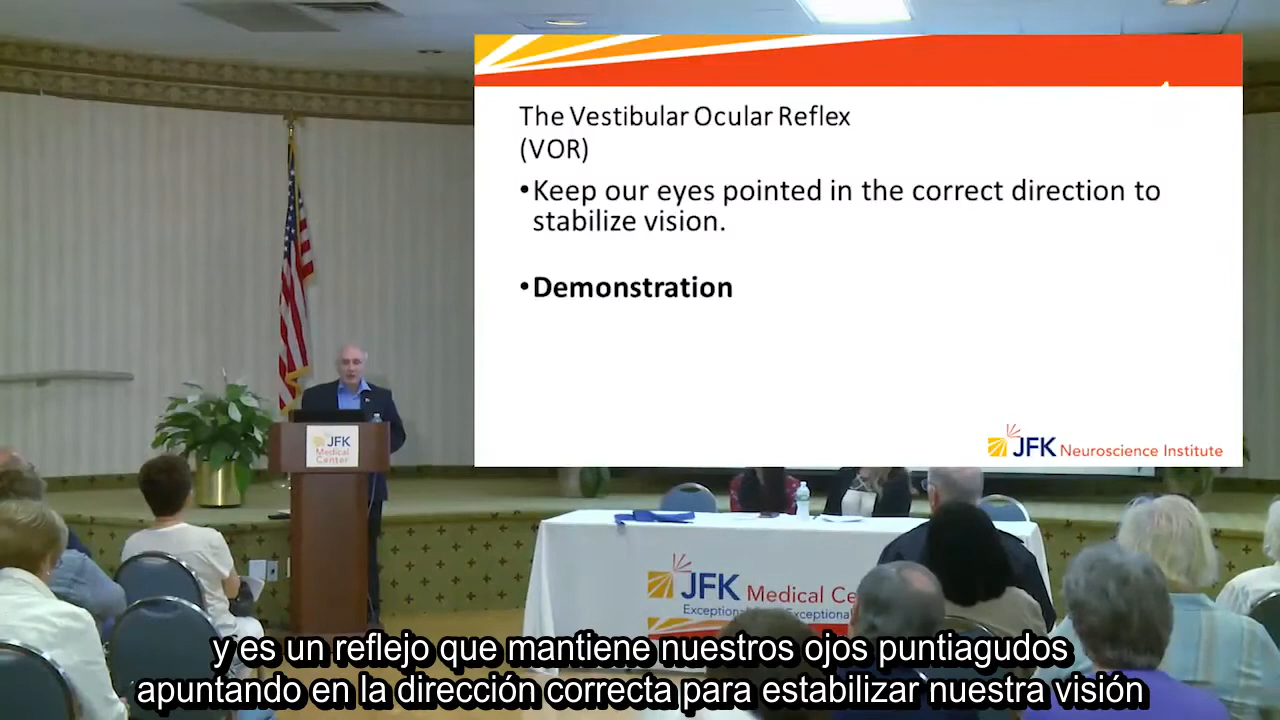 The Vestibular Ocular Reflex
(VOR)
•Keep our eyes pointed in the correct direction to
stabilize vision.
•Demonstration
JFK Neuroscience Institute
JFK
Medical
Center
JFK Medical Ce
Exceptional
Exceptional
y es un reflejo que mantiene nuestros ojos puntiagudos
apuntando en la dirección correcta para estabilizar nuestra visión